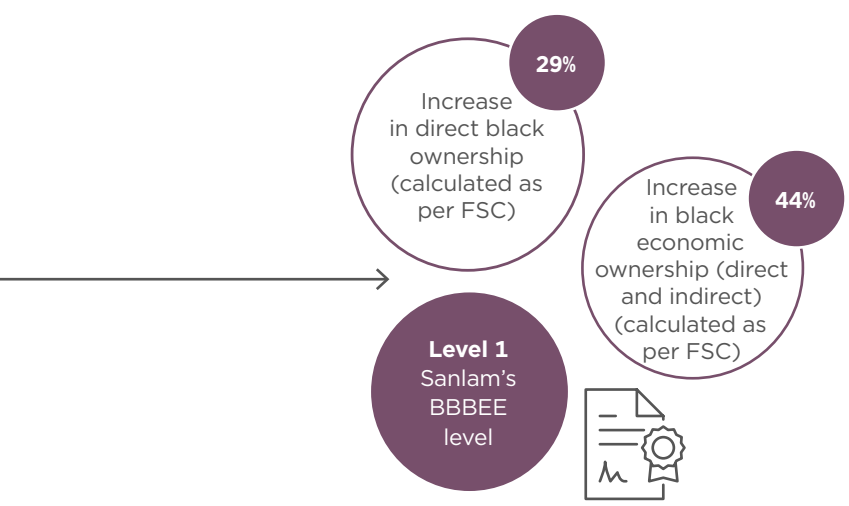 29%
Increase
in direct black
ownership
(calculated as
per FSC)
44%
Increase
in black
economic
ownership (direct
and indirect)
(calculated as
per FSC)
Level 1
Sanlam’s
BBBEE
level